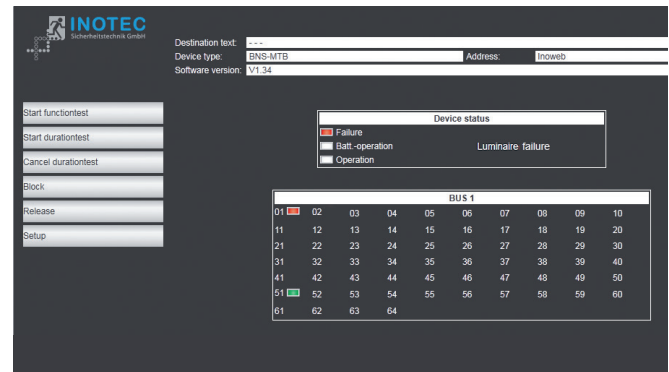 INOTEC
Sicherheitstechnik GmbH
Destination text: - - -
Device type: BNS-MTB Address: Inoweb
Software version: V1.34
Start functiontest
Start durationtest
Cancel durationtest
Block
Release
Setup
Device status
Failure
Batt.-operation Luminaire failure
Operation
BUS 1
01 02 03 04 05 06 07 08 09 10
11 12 13 14 15 16 17 18 19 20
21 22 23 24 25 26 27 28 29 30
31 32 33 34 35 36 37 38 39 40
41 42 43 44 45 46 47 48 49 50
51 52 53 54 55 56 57 58 59 60
61 62 63 64